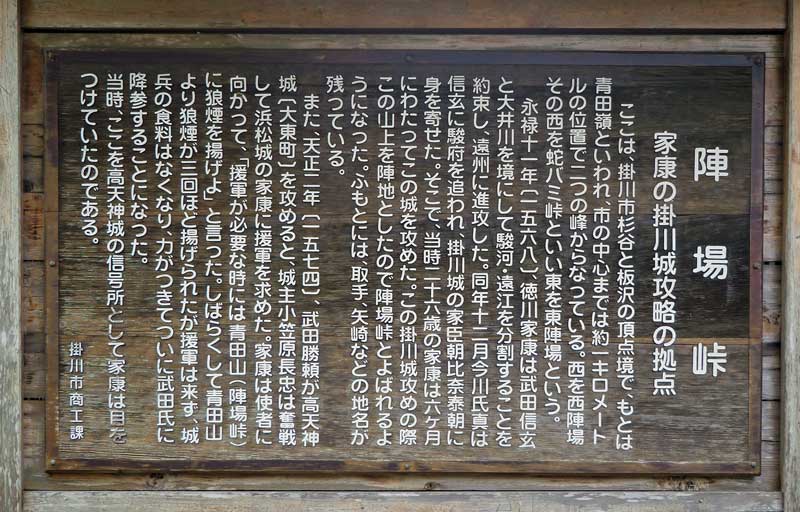 陣場峠
家康の掛川城攻略の拠点
ここは、掛川市杉谷と板沢の頂点境で、もとは
青田嶺といわれ、市の中心までは約一キロメート
ルの位置で二つの峰からなっている。西を西陣場
その西を蛇バミ峠といい東を東陣場という。
永禄十一年〔一五六八〕、徳川家康は武田信玄
と大井川を境にして駿河・遠江を分割することを
約束し、遠州に進攻した。同年十二月今川氏真は
信玄に駿府を追われ、掛川城の家臣朝比奈泰朝に
身を寄せた。そこで、当時二十六歳の家康は六ヶ月
にわたってこの城を攻めた。この掛川城攻めの際
この山上を陣地としたので陣場峠とよばれるよ
うになった。ふもとには、取手、矢崎などの地名が
残っている。
また、天正二年〔一五七四〕、武田勝頼が高天神
城〔大東町〕を攻めると、城主小笠原長忠は奮戦
して浜松城の家康に援軍を求めた。家康は使者に
向かって、「援軍が必要な時には青田山（陣場峠）
に狼煙を揚げよ」と言った。しばらくして青田山
より狼煙が三回ほど揚げられたが援軍は来ず、城
兵の食料はなくなり、力がつきてついに武田氏に
降参することになった。
当時、ここを高天神城の信号所として家康は目を
つけていたのである。
掛川市商工課